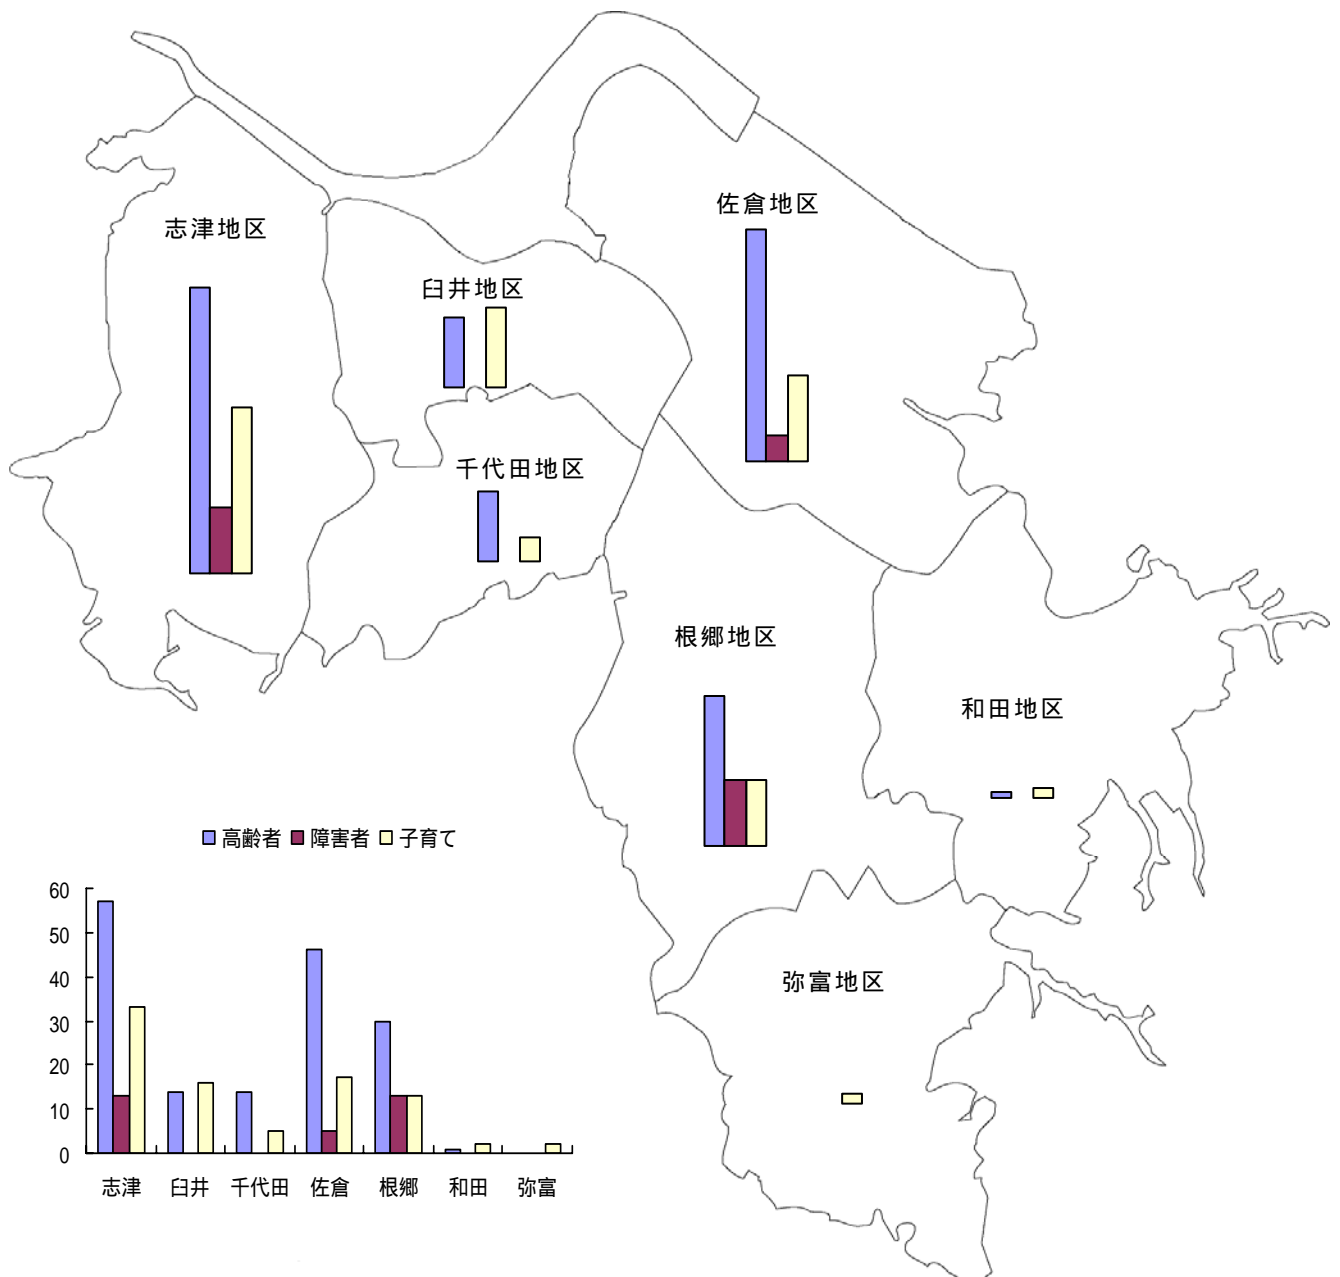 佐倉地区
志津地区
臼井地区
千代田地区
根郷地区
和田地区
高齢者 障害者 子育て
弥富地区
60
50
40
30
20
10
0
志津 臼井 千代田 佐倉 根郷 和田 弥富